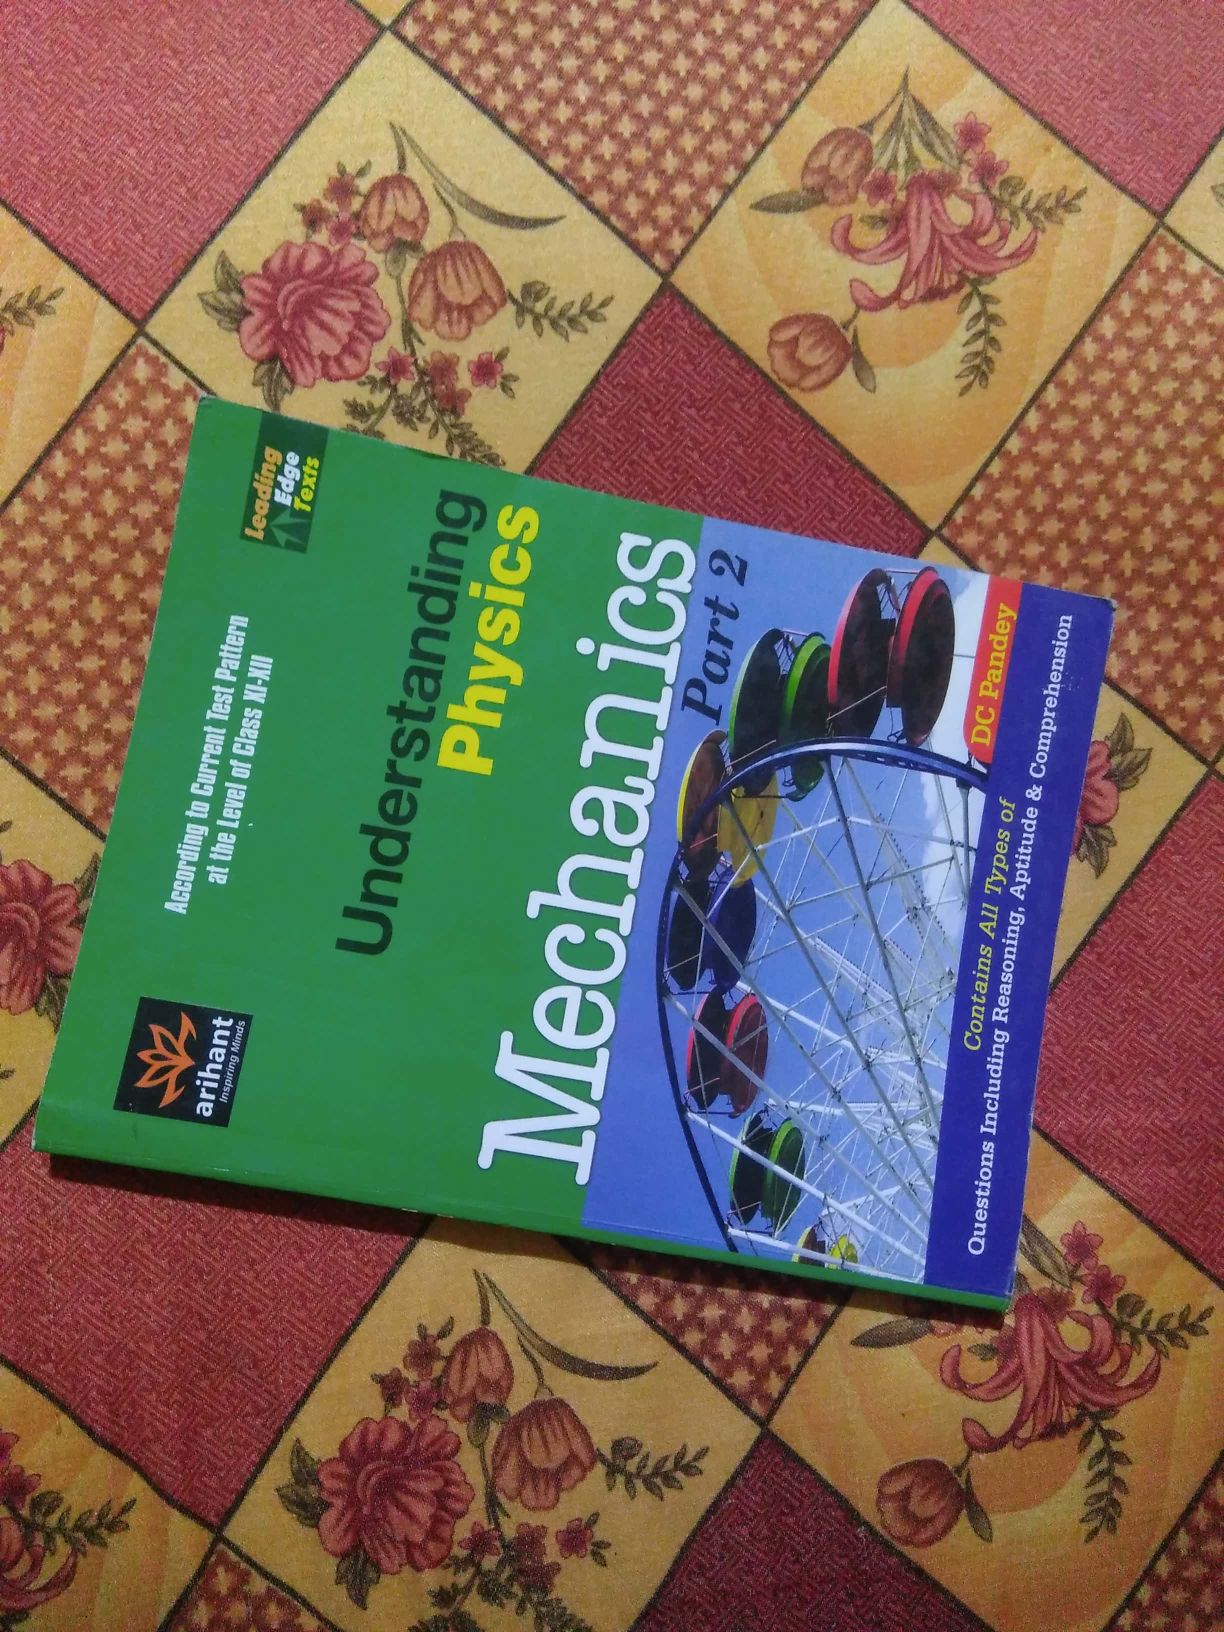 arihant
Inspiring Minds
According to Current Test Pattern
at the Level of Class XI-XII
Leading
Edge
Texts
Understanding
Physics
Mechanics
Part 2
DC Pandey
Contains All Types of
Questions Including Reasoning, Aptitude & Comprehension